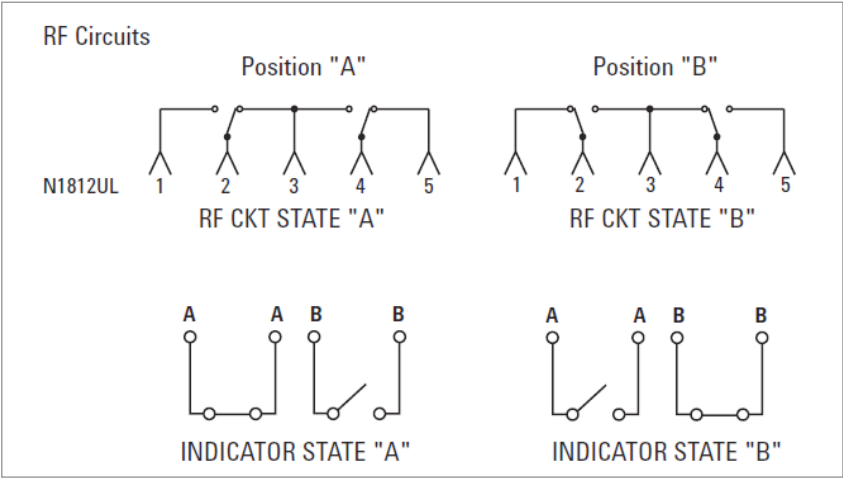 RF Circuits
Position "A" Position "B"
N1812UL 1 2 3 4 5 1 2 3 4 5
RF CKT STATE "A" RF CKT STATE "B"
A A B B A A B B
INDICATOR STATE "A" INDICATOR STATE "B"